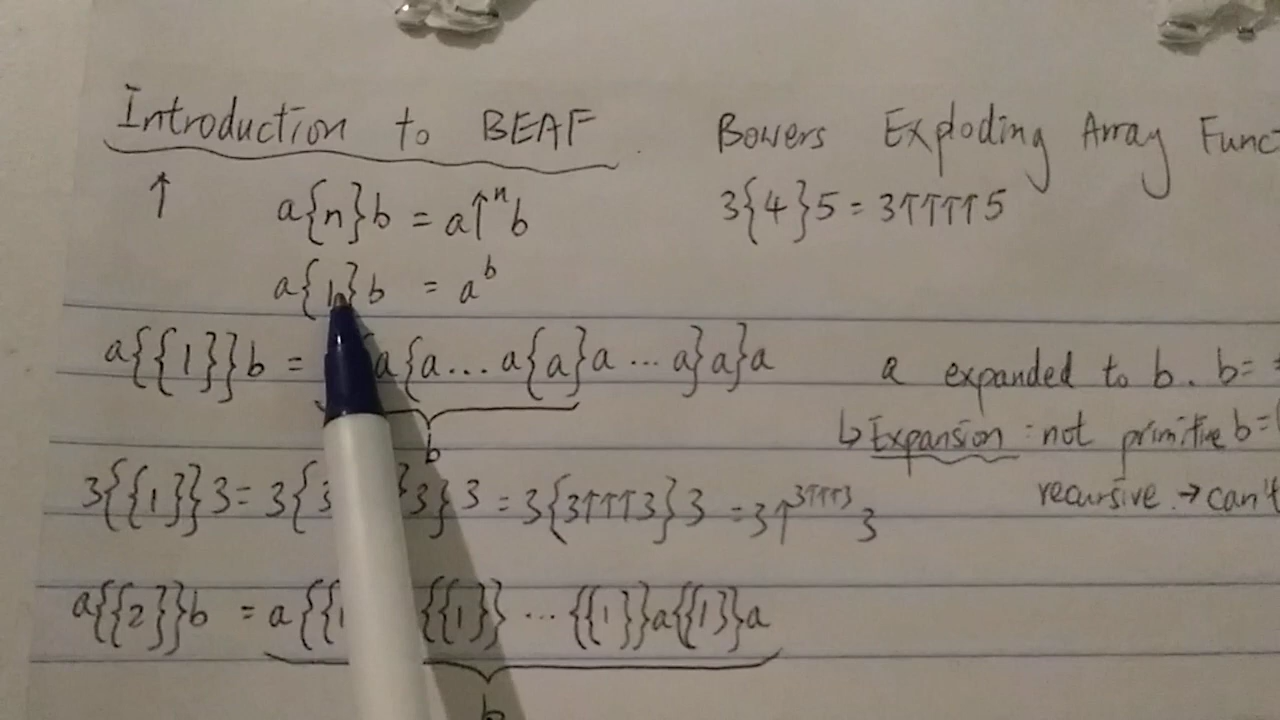 Introduction to BEAF
Bowers Exploding Array Func
↑ a{n}b = a↑ⁿb
3{4}5 = 3↑↑↑↑5
a{1}b = aᵇ
a{{1}}b = a{a...a{a}a...a}a}a
b
a expanded to b. b=
↳ Expansion : not primitive b=
recursive → can't
3{{1}}3= 3{3 }3}3 = 3{3↑↑↑3}3 = 3↑³↑↑↑³3
a{{2}}b = a{{1 {{1}} ... {{1}}a{{1}}a
b